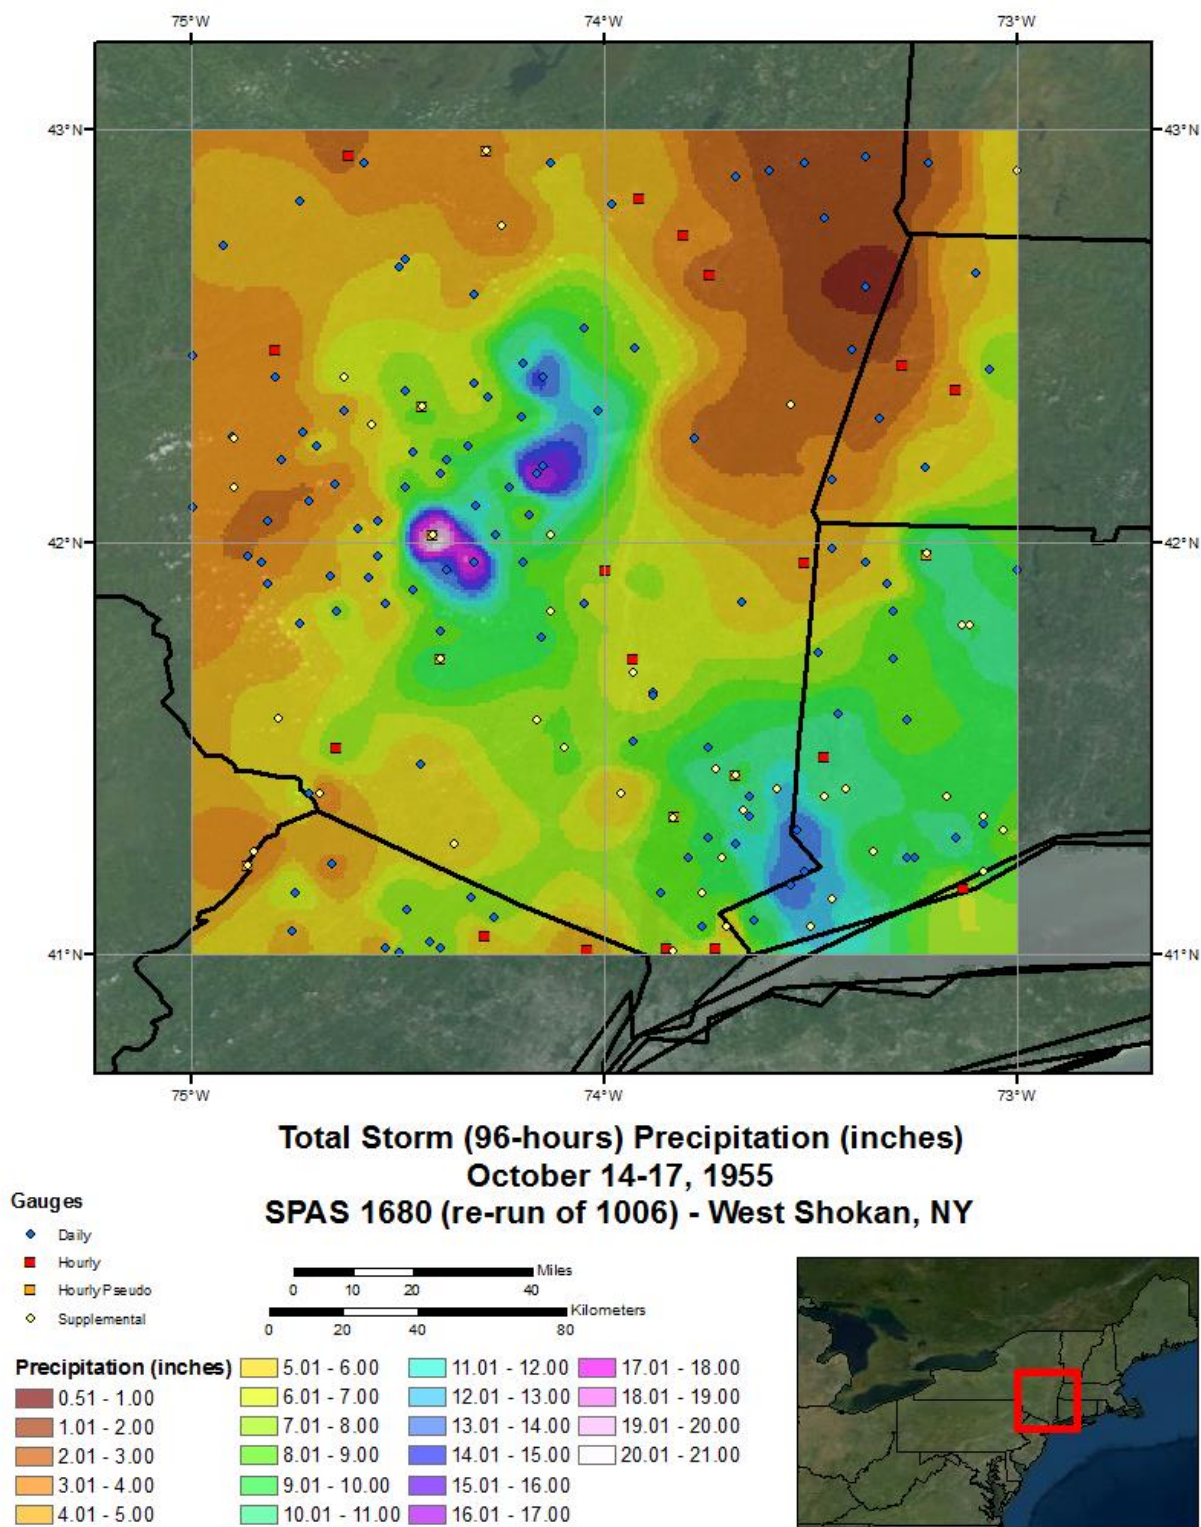 75°W 74°W 73°W
43°N 43°N
42°N 42°N
41°N 41°N
75°W 74°W 73°W
Total Storm (96-hours) Precipitation (inches)
October 14-17, 1955
SPAS 1680 (re-run of 1006) - West Shokan, NY
Gauges
Daily
Hourly
Hourly Pseudo
Supplemental
Miles
0 10 20 40
Kilometers
0 20 40 80
Precipitation (inches)
0.51 - 1.00
1.01 - 2.00
2.01 - 3.00
3.01 - 4.00
4.01 - 5.00
5.01 - 6.00
6.01 - 7.00
7.01 - 8.00
8.01 - 9.00
9.01 - 10.00
10.01 - 11.00
11.01 - 12.00
12.01 - 13.00
13.01 - 14.00
14.01 - 15.00
15.01 - 16.00
16.01 - 17.00
17.01 - 18.00
18.01 - 19.00
19.01 - 20.00
20.01 - 21.00